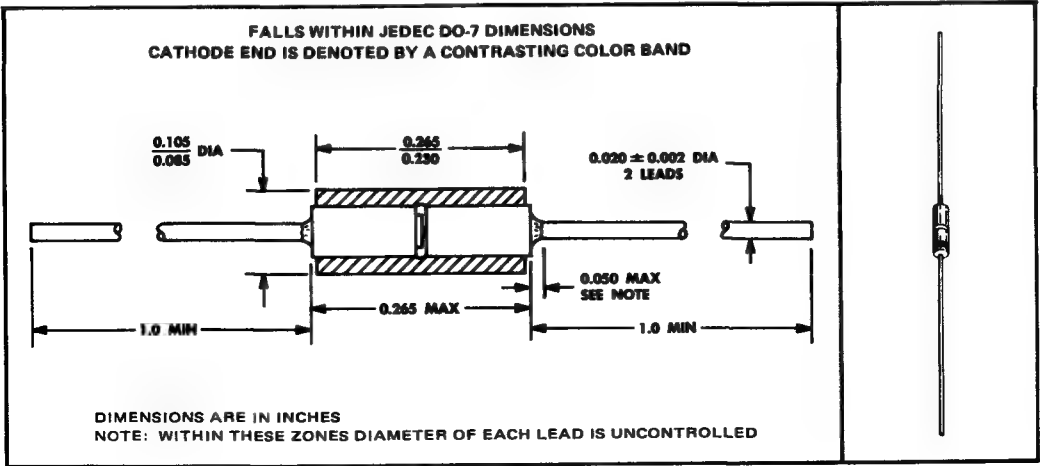 FALLS WITHIN JEDEC DO-7 DIMENSIONS
CATHODE END IS DENOTED BY A CONTRASTING COLOR BAND
0.105
0.085 DIA
0.265
0.230
0.020 ± 0.002 DIA
2 LEADS
0.050 MAX
SEE NOTE
0.265 MAX
1.0 MIN
1.0 MIN
DIMENSIONS ARE IN INCHES
NOTE: WITHIN THESE ZONES DIAMETER OF EACH LEAD IS UNCONTROLLED